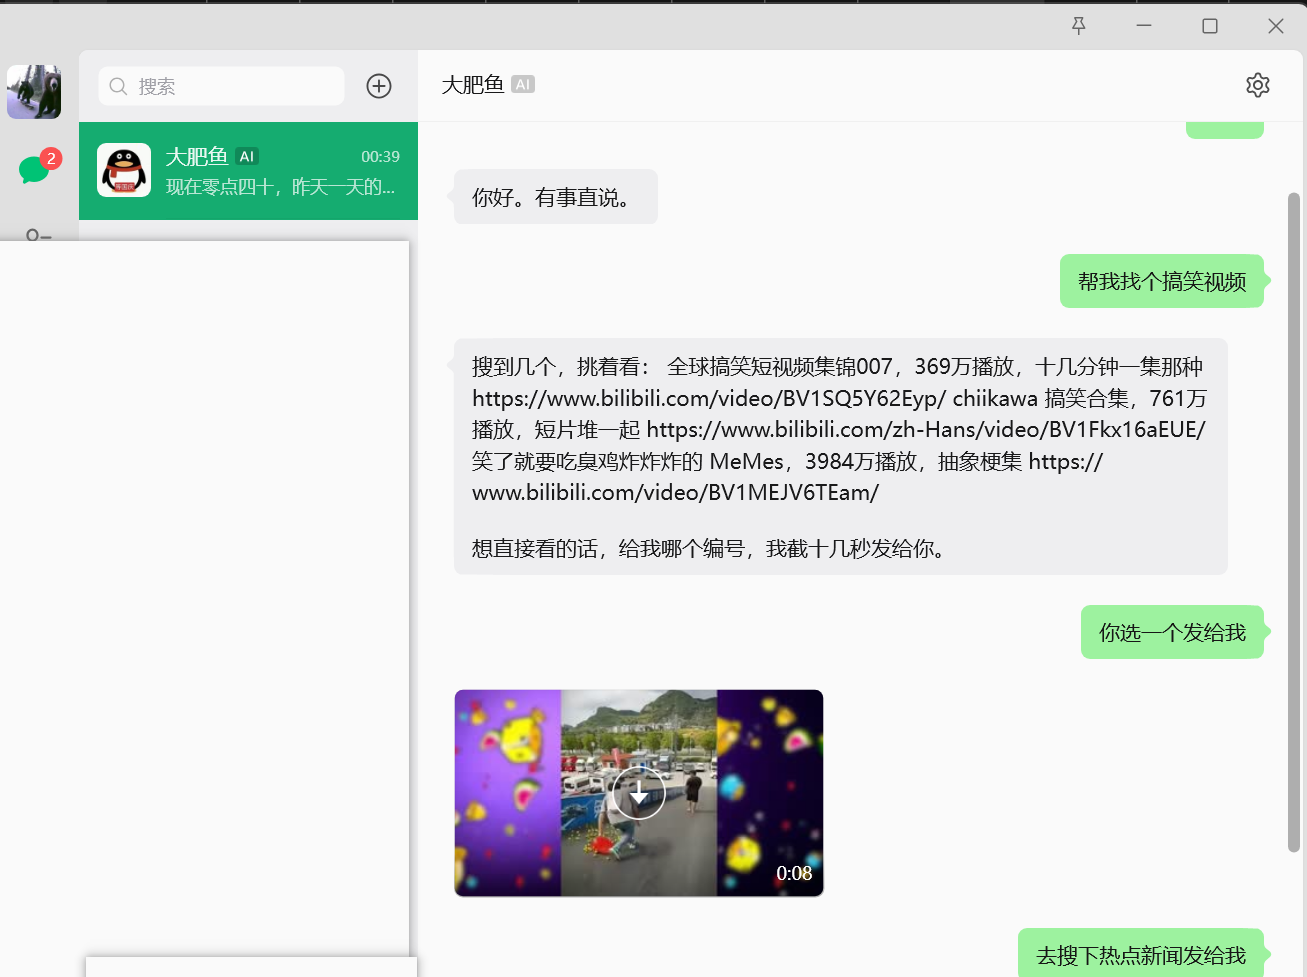 搜索
大肥鱼 AI
00:39
现在零点四十，昨天一天的...
2
大肥鱼 AI
你好。有事直说。
帮我找个搞笑视频
搜到几个，挑着看： 全球搞笑短视频集锦007，369万播放，十几分钟一集那种
https://www.bilibili.com/video/BV1SQ5Y62Eyp/ chiikawa 搞笑合集，761万
播放，短片堆一起 https://www.bilibili.com/zh-Hans/video/BV1Fkx16aEUE/
笑了就要吃臭鸡炸炸炸的 MeMes，3984万播放，抽象梗集 https://
www.bilibili.com/video/BV1MEJV6TEam/
想直接看的话，给我哪个编号，我截十几秒发给你。
你选一个发给我
0:08
去搜下热点新闻发给我